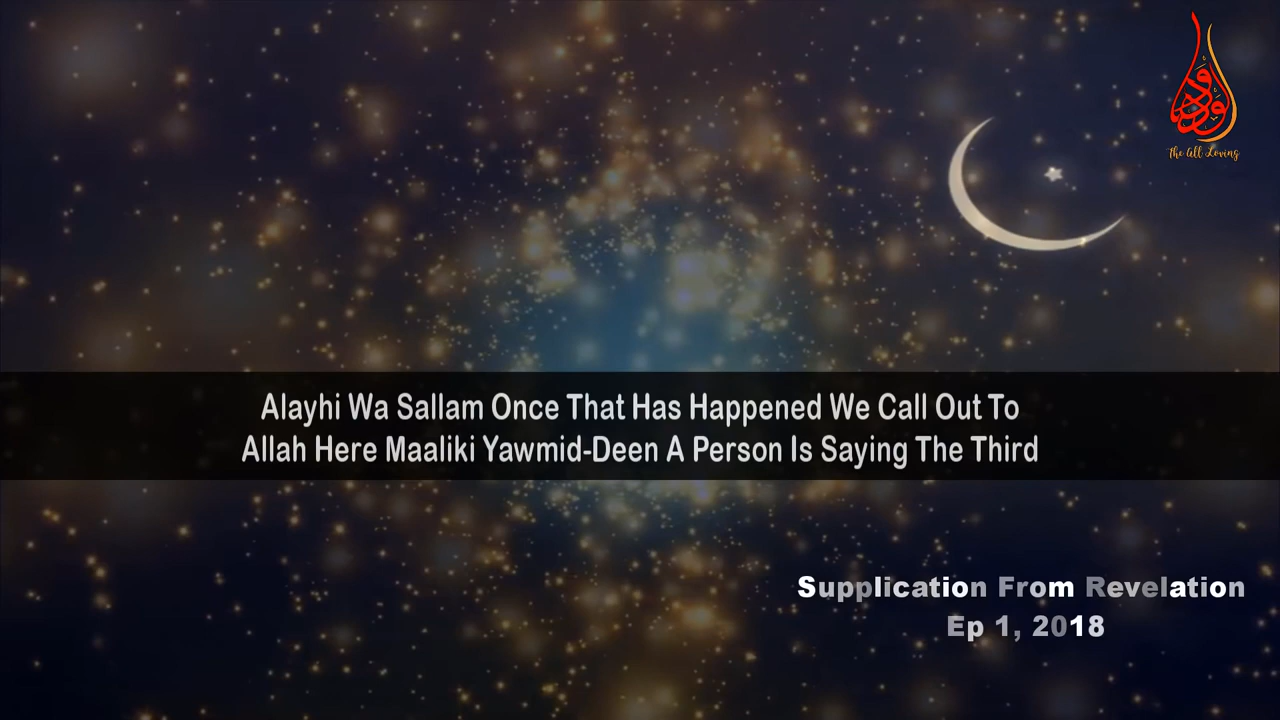 الودود
The All Loving
Alayhi Wa Sallam Once That Has Happened We Call Out To
Allah Here Maaliki Yawmid-Deen A Person Is Saying The Third
Supplication From Revelation
Ep 1, 2018